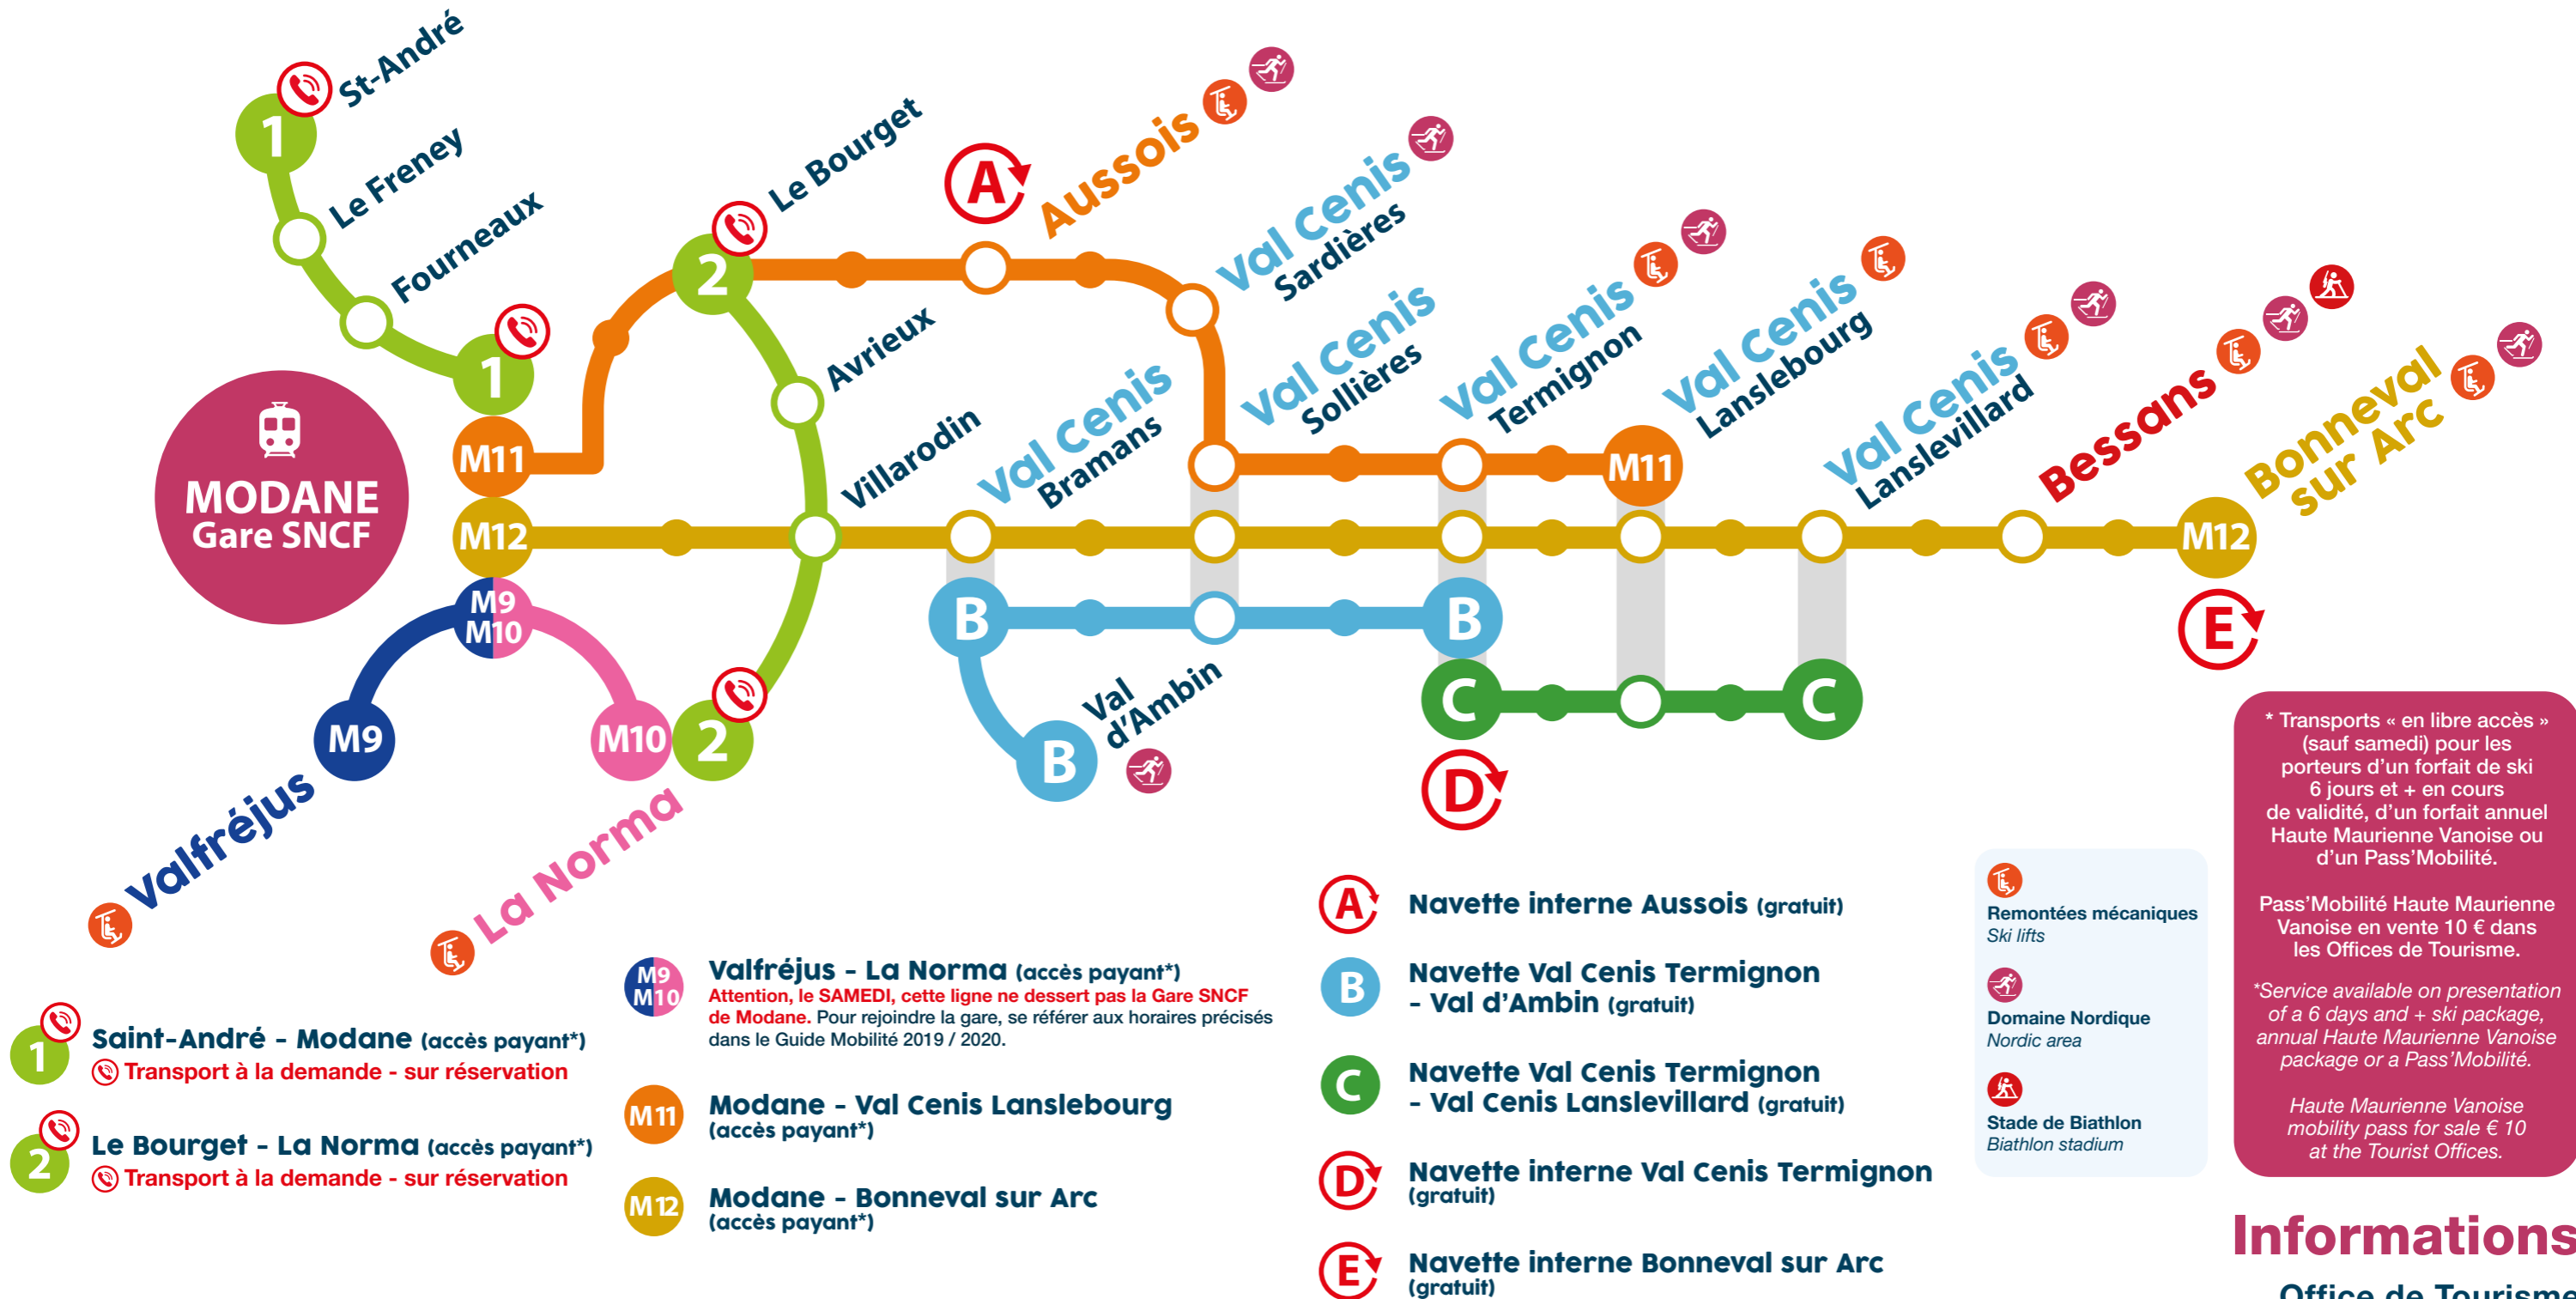 St-André
1
Le Freney
Fourneaux
1
MODANE
Gare SNCF
M11
M12
M9
M10
M9
Valfréjus
M10
La Norma
2
2
Le Bourget
Avrieux
Villarodin
A
Aussois
Val Cenis
Sardières
Val Cenis
Bramans
Val Cenis
Sollières
Val Cenis
Termignon
Val Cenis
Lanslebourg
M11
Val Cenis
Lanslevillard
Bessans
Bonneval
sur Arc
M12
E
B
B
Val
d'Ambin
B
C
C
D
1
Saint-André - Modane (accès payant*)
Transport à la demande - sur réservation
2
Le Bourget - La Norma (accès payant*)
Transport à la demande - sur réservation
M9
M10
Valfréjus - La Norma (accès payant*)
Attention, le SAMEDI, cette ligne ne dessert pas la Gare SNCF
de Modane. Pour rejoindre la gare, se référer aux horaires précisés
dans le Guide Mobilité 2019 / 2020.
M11
Modane - Val Cenis Lanslebourg
(accès payant*)
M12
Modane - Bonneval sur Arc
(accès payant*)
A
Navette interne Aussois (gratuit)
B
Navette Val Cenis Termignon
- Val d'Ambin (gratuit)
C
Navette Val Cenis Termignon
- Val Cenis Lanslevillard (gratuit)
D
Navette interne Val Cenis Termignon
(gratuit)
E
Navette interne Bonneval sur Arc
(gratuit)
Remontées mécaniques
Ski lifts
Domaine Nordique
Nordic area
Stade de Biathlon
Biathlon stadium
* Transports « en libre accès »
(sauf samedi) pour les
porteurs d'un forfait de ski
6 jours et + en cours
de validité, d'un forfait annuel
Haute Maurienne Vanoise ou
d'un Pass'Mobilité.
Pass'Mobilité Haute Maurienne
Vanoise en vente 10 € dans
les Offices de Tourisme.
*Service available on presentation
of a 6 days and + ski package,
annual Haute Maurienne Vanoise
package or a Pass'Mobilité.
Haute Maurienne Vanoise
mobility pass for sale € 10
at the Tourist Offices.
Informations
Office de Tourisme